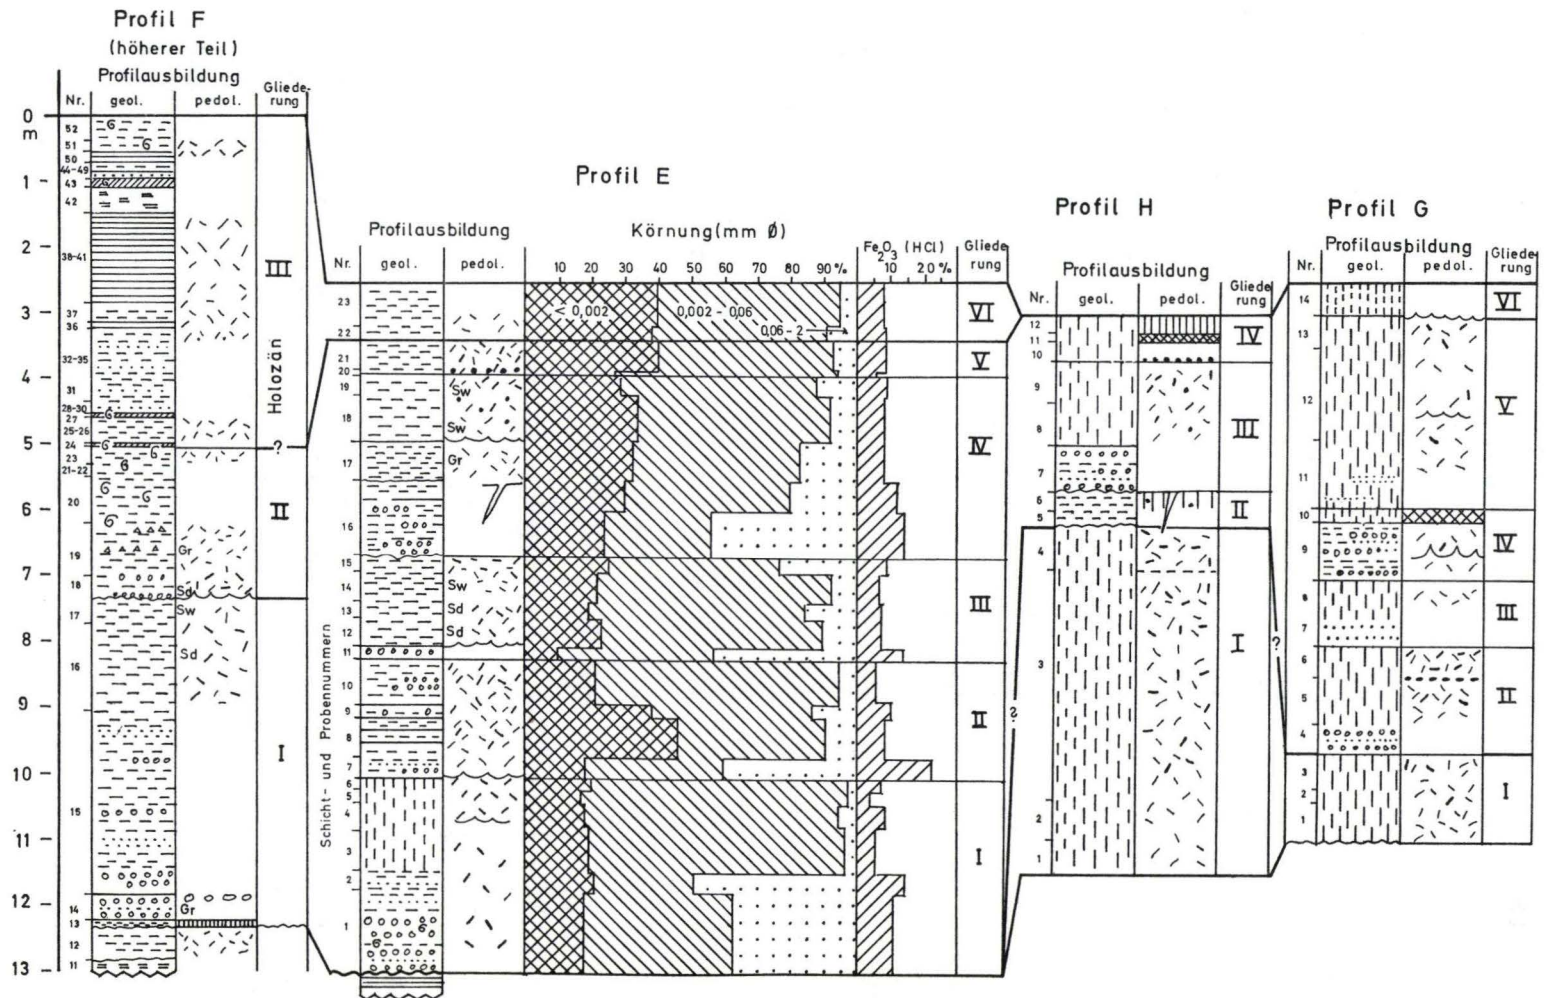 Profil F
(höherer Teil)
Profilausbildung
Nr.
geol.
pedol.
Gliede-
rung
0
m
1
2
3
4
5
6
7
8
9
10
11
12
13
52
51
50
44-49
43
42
38-41
37
36
32-35
31
28-30
27
25-26
24
23
21-22
20
19
18
17
16
15
14
13
12
11
Gr
Sd
Sw
Sd
Gr
III
Holozän
?
II
I
Profil E
Profilausbildung
Nr.
geol.
pedol.
Schicht- und Probennummern
23
22
21
20
19
18
17
16
15
14
13
12
11
10
9
8
7
6
5
4
3
2
1
Sw
Sw
Gr
Sw
Sd
Sd
Körnung(mm Ø)
10 20 30 40 50 60 70 80 90%
< 0,002
0,002 - 0,06
0,06 - 2
Fe2O3 (HCl)
10 20%
Gliede
rung
VI
V
IV
III
II
I
?
Profil H
Profilausbildung
Nr.
geol.
pedol.
Gliede
rung
12
11
10
9
8
7
6
5
4
3
2
1
IV
III
II
I
?
Profil G
Profilausbildung
Nr.
geol.
pedol.
Gliede-
rung
14
13
12
11
10
9
8
7
6
5
4
3
2
1
VI
V
IV
III
II
I